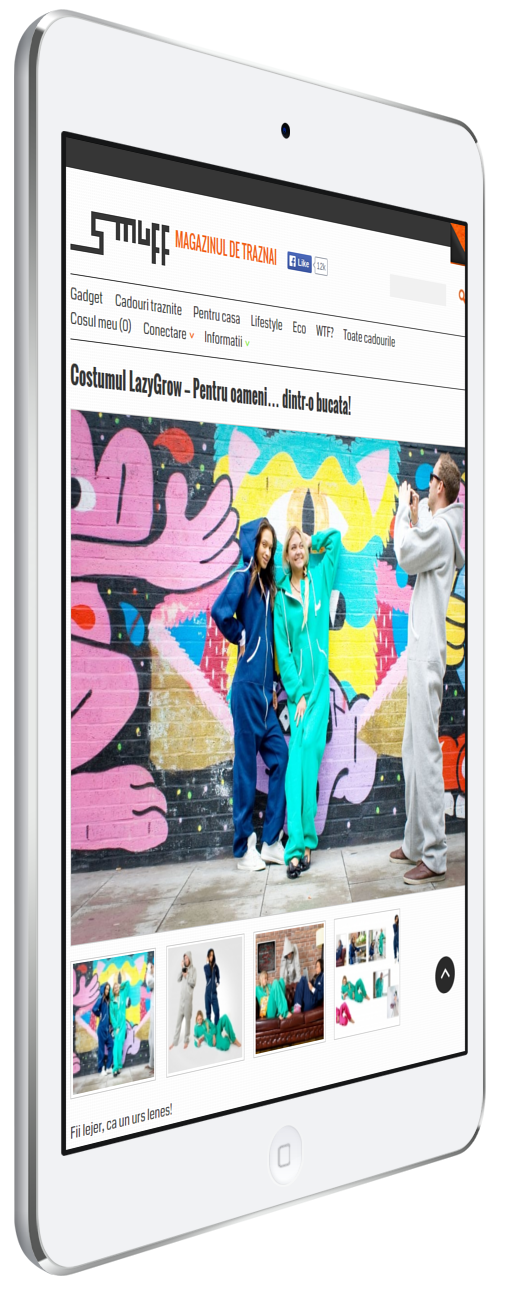 smuff MAGAZINUL DE TRAZNAI
Like 12k
Gadget Cadouri traznite Pentru casa Lifestyle Eco WTF? Toate cadourile
Cosul meu (0) Conectare Informatii
Costumul LazyGrow – Pentru oameni… dintr-o bucata!
Fii lejer, ca un urs lenes!